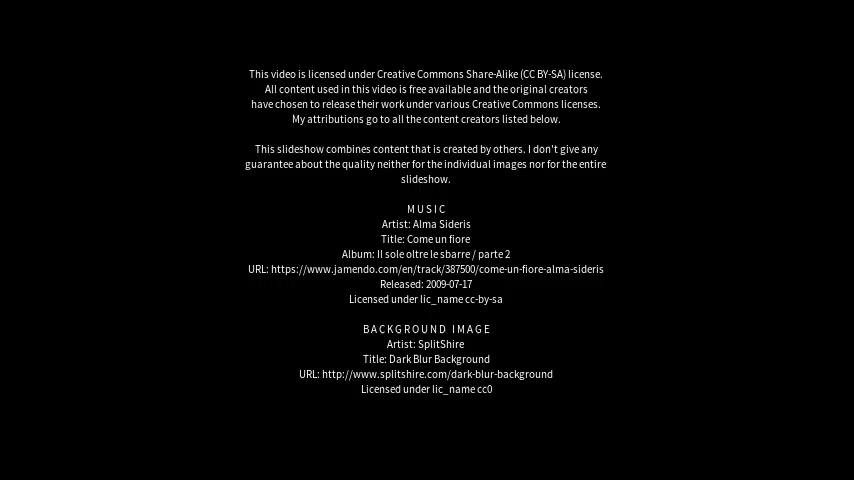 This video is licensed under Creative Commons Share-Alike (CC BY-SA) license.
All content used in this video is free available and the original creators
have chosen to release their work under various Creative Commons licenses.
My attributions go to all the content creators listed below.
This slideshow combines content that is created by others. I don't give any
guarantee about the quality neither for the individual images nor for the entire
slideshow.
MUSIC
Artist: Alma Sideris
Title: Come un fiore
Album: Il sole oltre le sbarre / parte 2
URL: https://www.jamendo.com/en/track/387500/come-un-fiore-alma-sideris
Released: 2009-07-17
Licensed under lic_name cc-by-sa
BACKGROUND IMAGE
Artist: SplitShire
Title: Dark Blur Background
URL: http://www.splitshire.com/dark-blur-background
Licensed under lic_name cc0